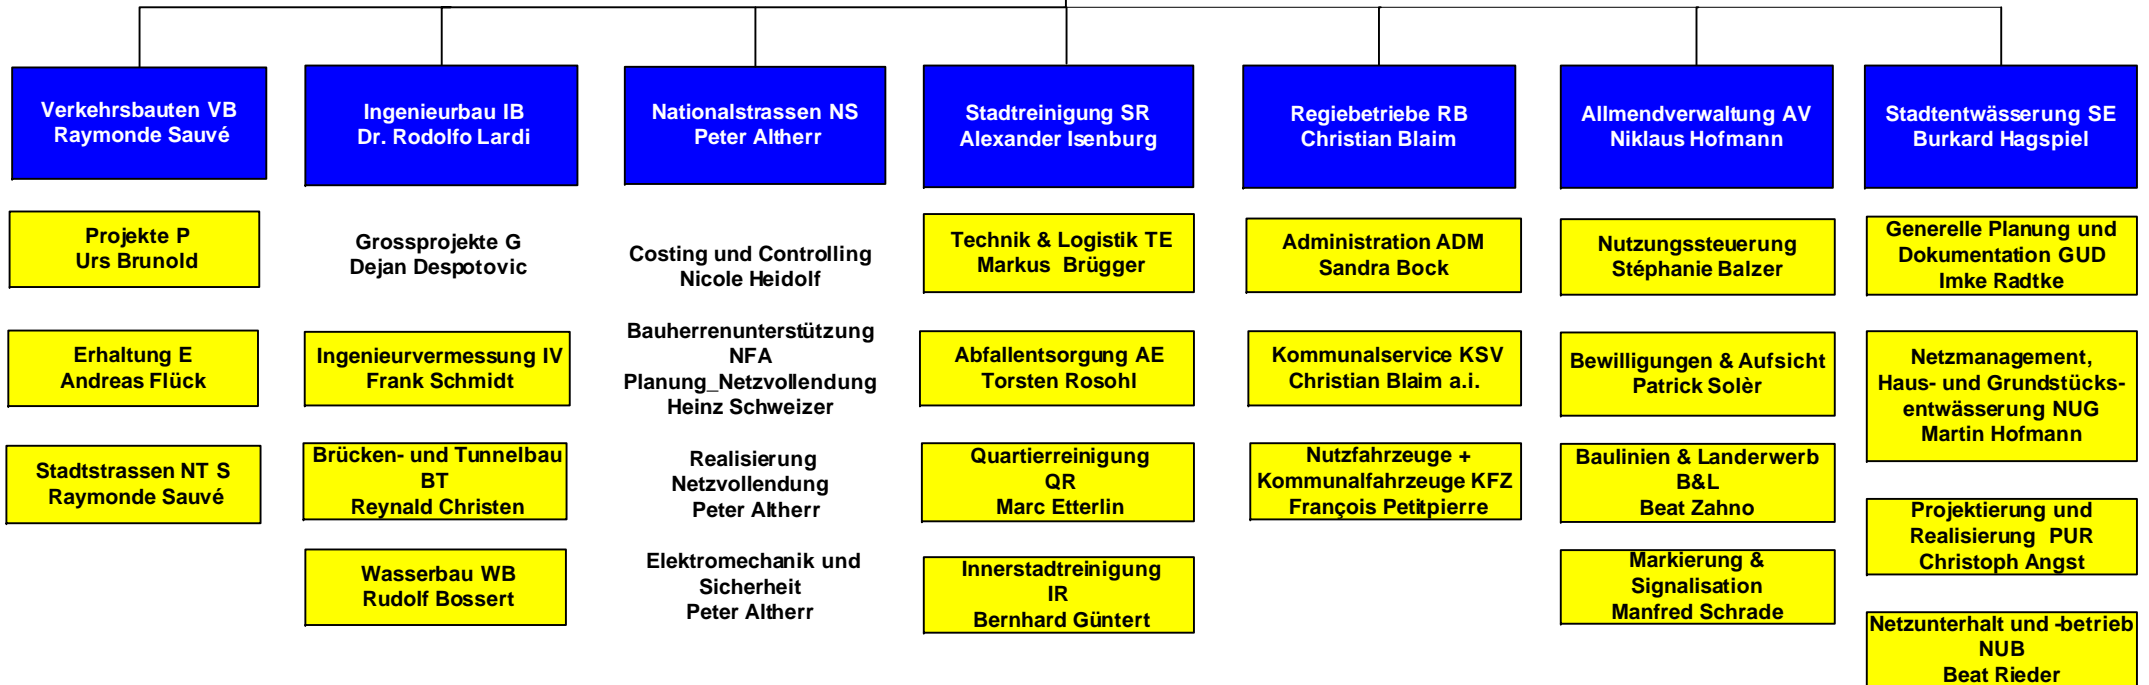 Verkehrsbauten VB
Raymonde Sauvé
Ingenieurbau IB
Dr. Rodolfo Lardi
Nationalstrassen NS
Peter Altherr
Stadtreinigung SR
Alexander Isenburg
Regiebetriebe RB
Christian Blaim
Allmendverwaltung AV
Niklaus Hofmann
Stadtentwässerung SE
Burkard Hagspiel
Projekte P
Urs Brunold
Erhaltung E
Andreas Flück
Stadtstrassen NT S
Raymonde Sauvé
Grossprojekte G
Dejan Despotovic
Ingenieurvermessung IV
Frank Schmidt
Brücken- und Tunnelbau
BT
Reynald Christen
Wasserbau WB
Rudolf Bossert
Costing und Controlling
Nicole Heidolf
Bauherrenunterstützung
NFA
Planung_Netzvollendung
Heinz Schweizer
Realisierung
Netzvollendung
Peter Altherr
Elektromechanik und
Sicherheit
Peter Altherr
Technik & Logistik TE
Markus Brügger
Abfallentsorgung AE
Torsten Rosohl
Quartierreinigung
QR
Marc Etterlin
Innerstadtreinigung
IR
Bernhard Güntert
Administration ADM
Sandra Bock
Kommunalservice KSV
Christian Blaim a.i.
Nutzfahrzeuge +
Kommunalfahrzeuge KFZ
François Petitpierre
Nutzungssteuerung
Stéphanie Balzer
Bewilligungen & Aufsicht
Patrick Solèr
Baulinien & Landerwerb
B&L
Beat Zahno
Markierung &
Signalisation
Manfred Schrade
Generelle Planung und
Dokumentation GUD
Imke Radtke
Netzmanagement,
Haus- und Grundstücks-
entwässerung NUG
Martin Hofmann
Projektierung und
Realisierung PUR
Christoph Angst
Netzunterhalt und -betrieb
NUB
Beat Rieder